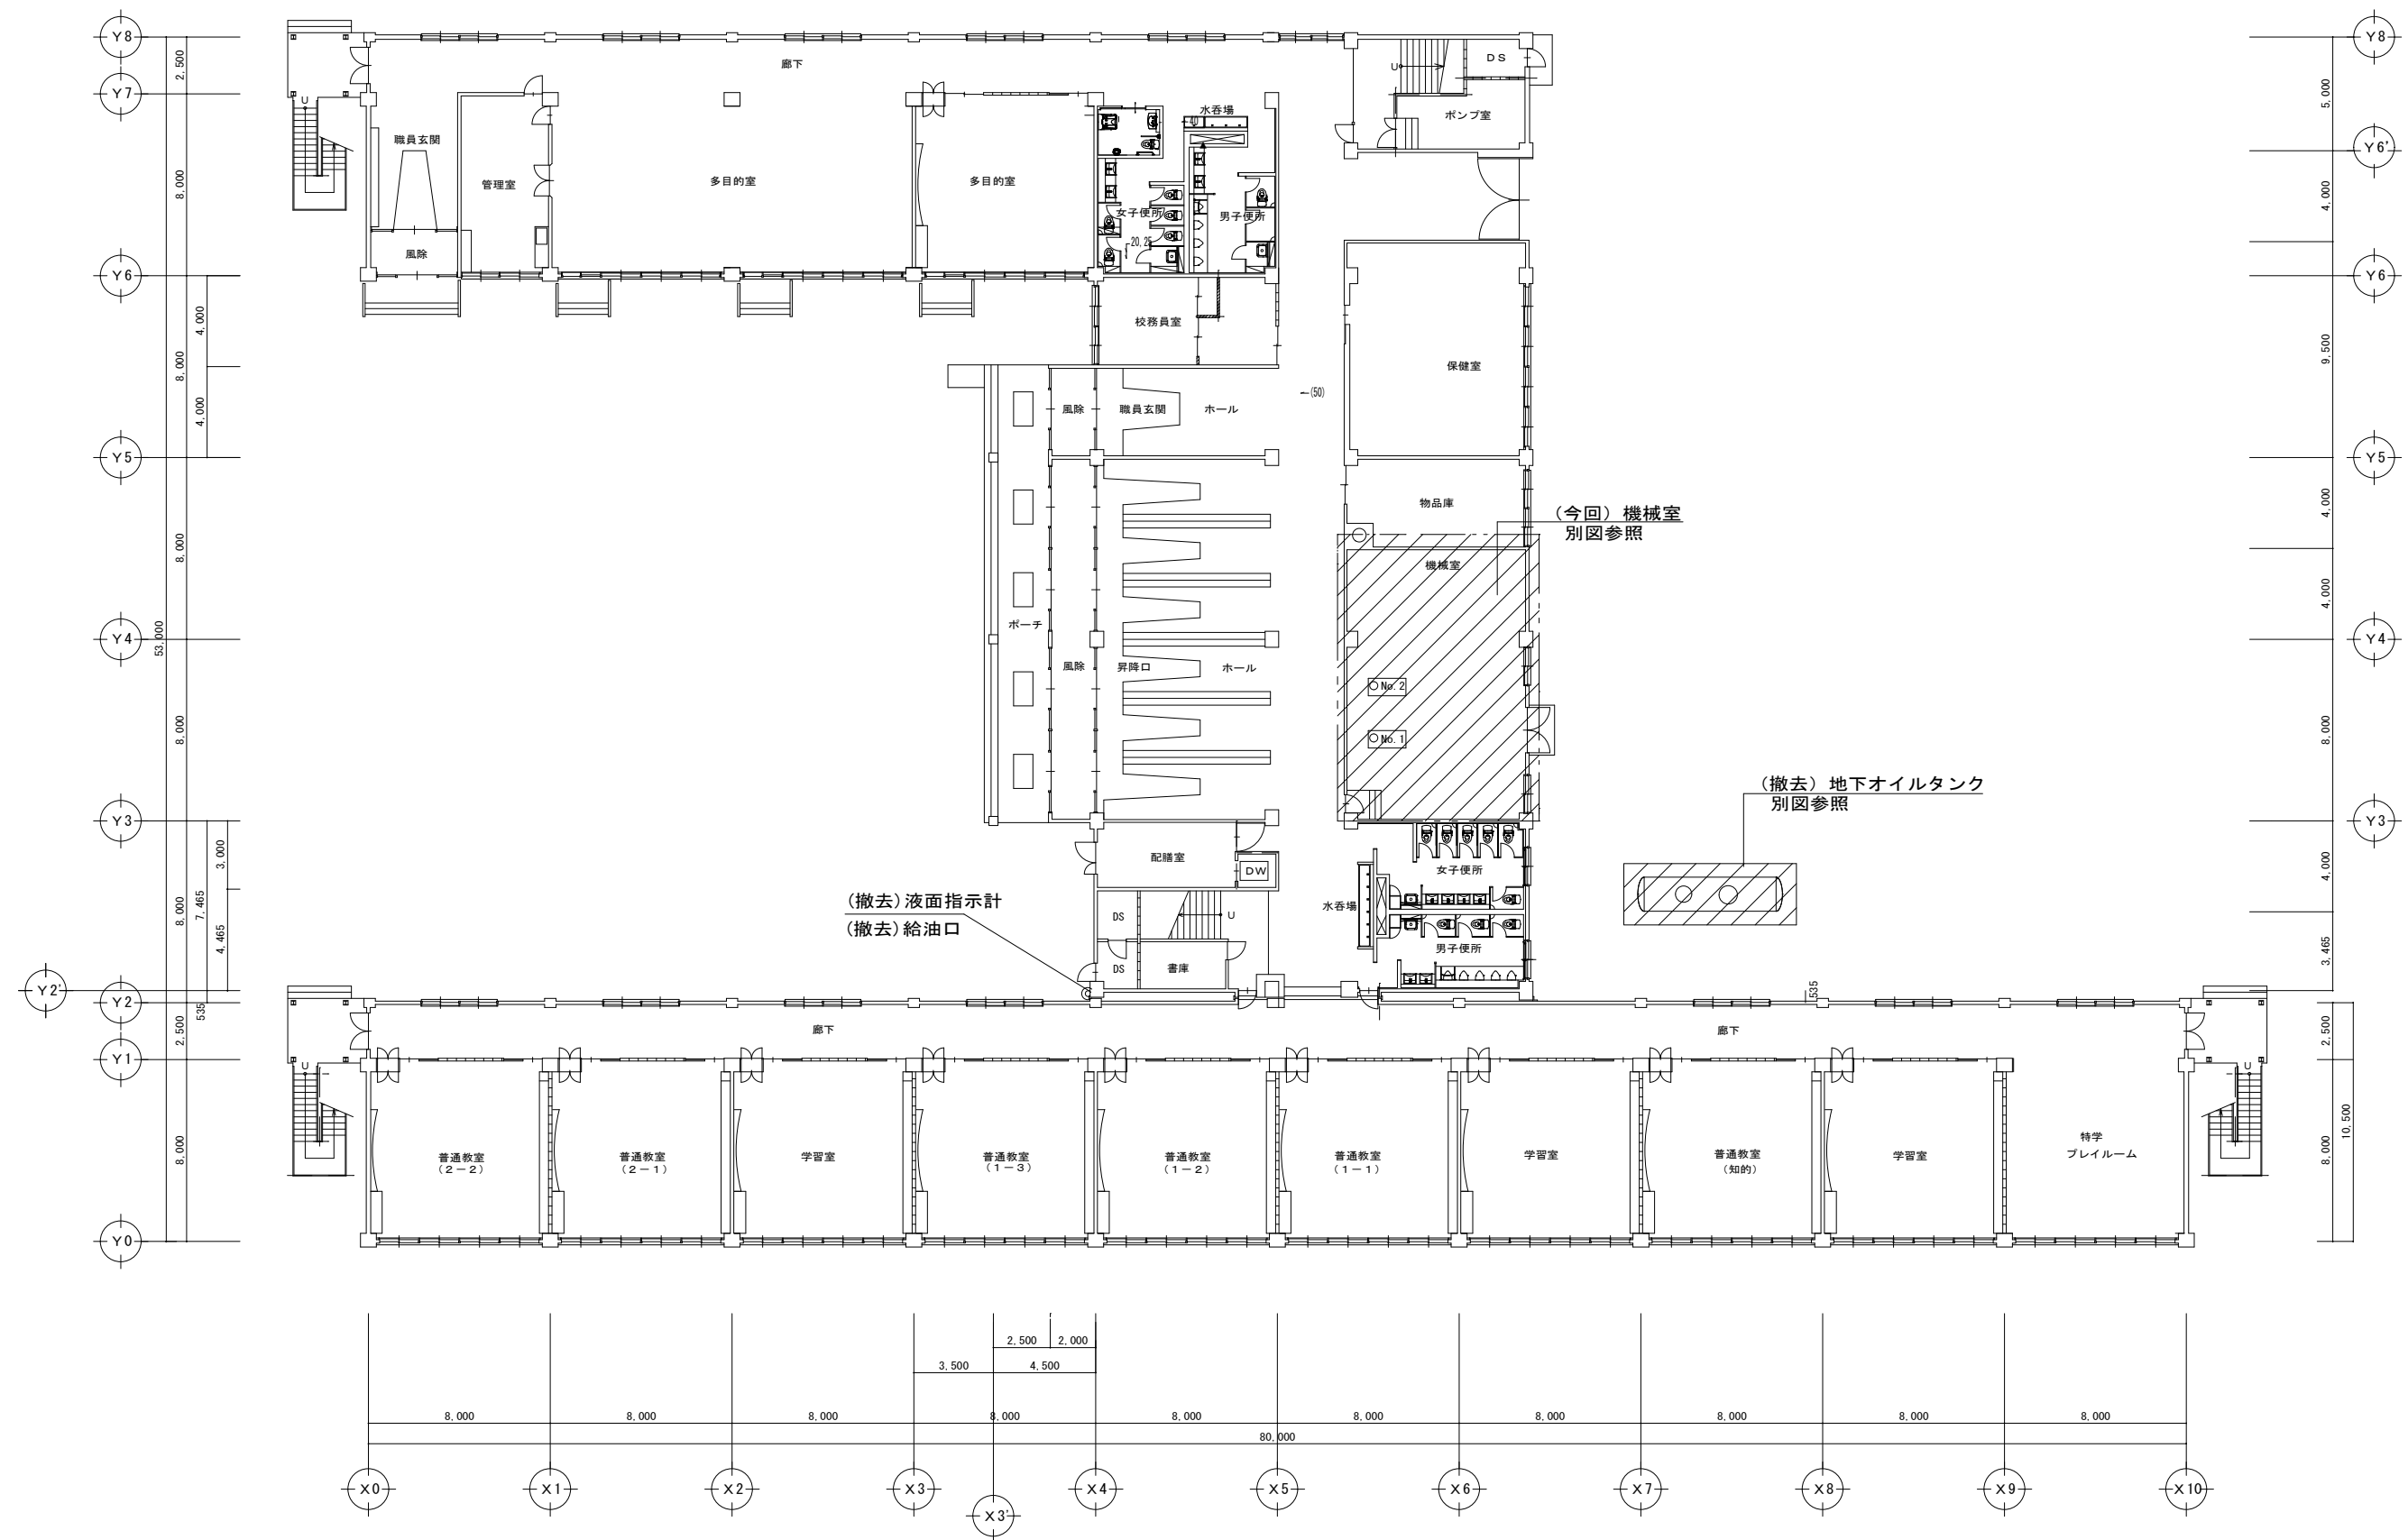 Y8
Y8
2,500
廊下
U
DS
Y7
U
水呑場
40
ポンプ室
5,000
職員玄関
Y6'
8,000
管理室
多目的室
多目的室
女子便所
男子便所
4,000
20,25
風除
Y6
Y6
4,000
校務員室
8,000
保健室
9,500
(50)
4,000
風除
職員玄関
ホール
Y5
Y5
物品庫
4,000
(今回) 機械室
別図参照
8,000
機械室
4,000
ポーチ
Y4
53,000
Y4
風除
昇降口
ホール
No.2
8,000
8,000
No.1
(撤去) 地下オイルタンク
別図参照
Y3
Y3
3,000
配膳室
DW
女子便所
4,000
(撤去)液面指示計
(撤去)給油口
8,000
7,465
DS
U
水呑場
4,465
男子便所
3,465
DS
書庫
Y2'
Y2
535
535
2,500
廊下
廊下
2,500
Y1
U
U
10,500
8,000
普通教室
(2－2)
普通教室
(2－1)
学習室
普通教室
(1－3)
普通教室
(1－2)
普通教室
(1－1)
学習室
普通教室
(知的)
学習室
特学
プレイルーム
8,000
Y0
2,500
2,000
3,500
4,500
8,000
8,000
8,000
8,000
8,000
8,000
8,000
8,000
8,000
8,000
80,000
X0
X1
X2
X3
X3'
X4
X5
X6
X7
X8
X9
X10